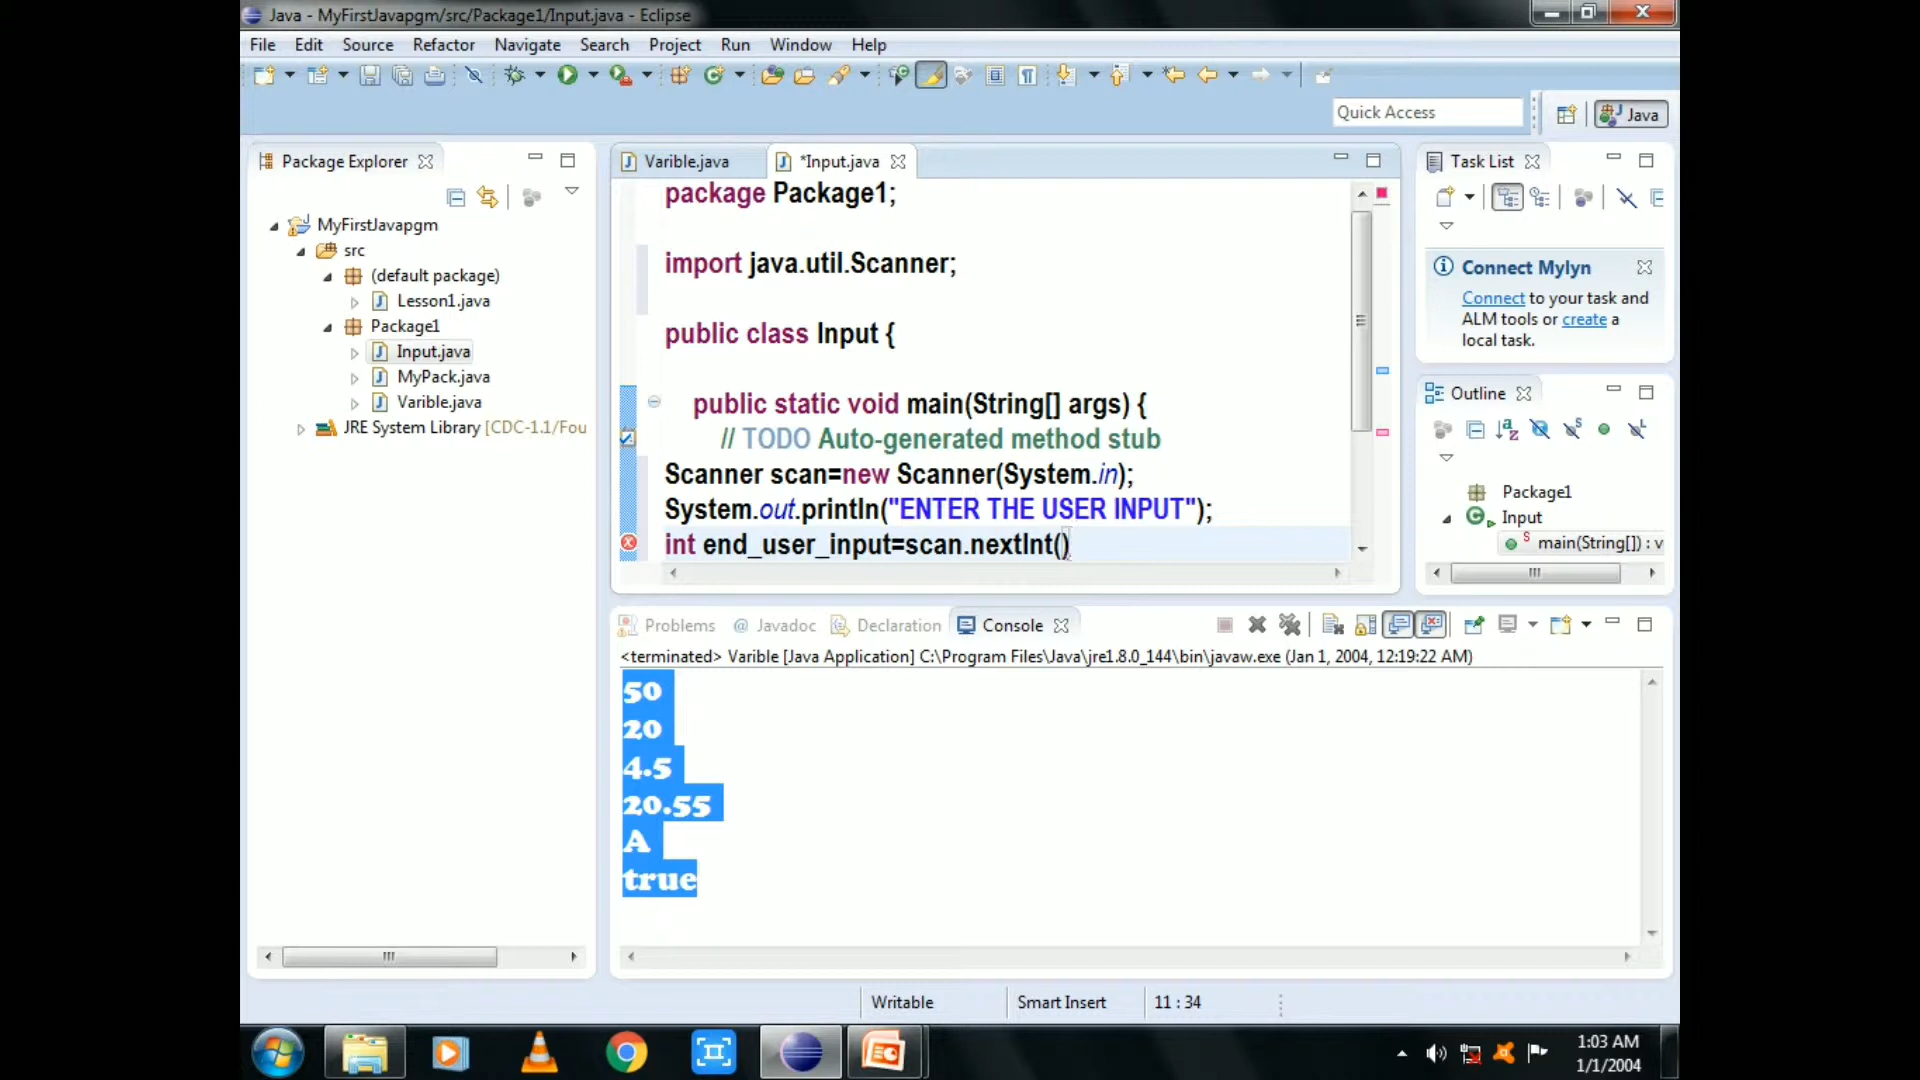 Java - MyFirstJavapgm/src/Package1/Input.java - Eclipse
File Edit Source Refactor Navigate Search Project Run Window Help
Quick Access
Java
Package Explorer
MyFirstJavapgm
src
(default package)
Lesson1.java
Package1
Input.java
MyPack.java
Varible.java
JRE System Library [CDC-1.1/Fou
Varible.java
*Input.java
package Package1;
import java.util.Scanner;
public class Input {
public static void main(String[] args) {
// TODO Auto-generated method stub
Scanner scan=new Scanner(System.in);
System.out.println("ENTER THE USER INPUT");
int end_user_input=scan.nextInt()
Task List
Connect Mylyn
Connect to your task and
ALM tools or create a
local task.
Outline
Package1
Input
main(String[]) : v
Problems @ Javadoc Declaration Console
<terminated> Varible [Java Application] C:\Program Files\Java\jre1.8.0_144\bin\javaw.exe (Jan 1, 2004, 12:19:22 AM)
50
20
4.5
20.55
A
true
Writable Smart Insert 11 : 34
1:03 AM
1/1/2004